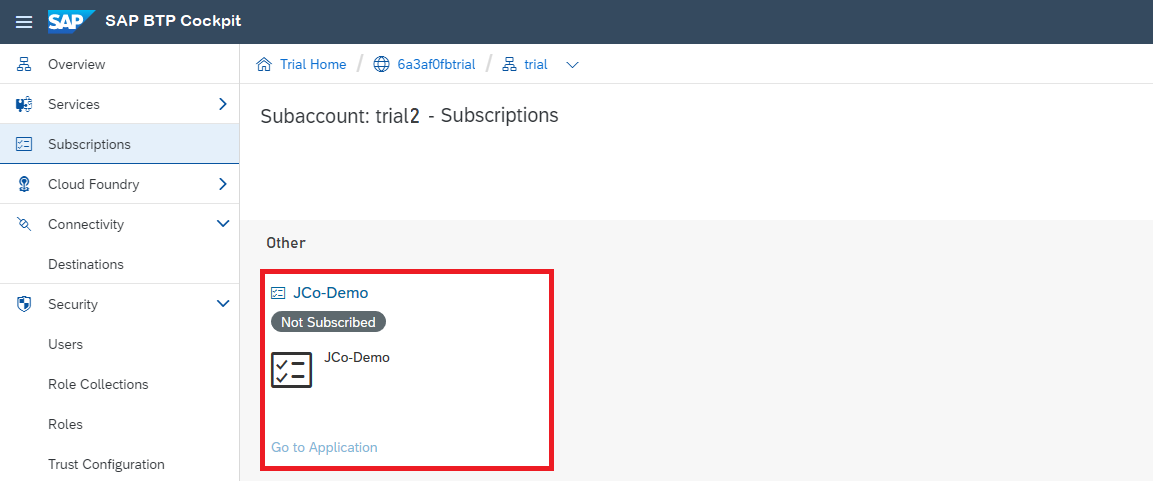 SAP SAP BTP Cockpit
Overview
Services
Subscriptions
Cloud Foundry
Connectivity
Destinations
Security
Users
Role Collections
Roles
Trust Configuration
Trial Home / 6a3af0fbtrial / trial
Subaccount: trial2 - Subscriptions
Other
JCo-Demo
Not Subscribed
JCo-Demo
Go to Application